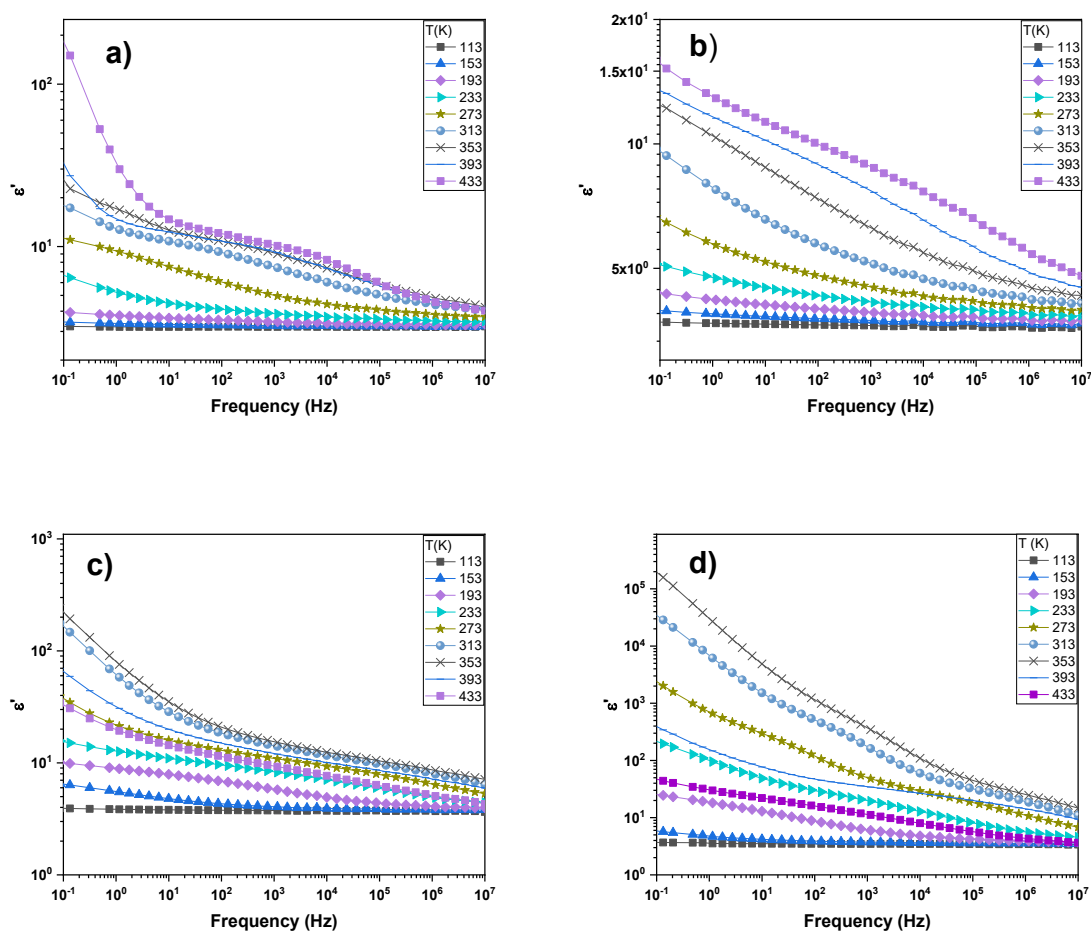 a)
T(K)
113
153
193
233
273
313
353
393
433
10²
10¹
ε'
10⁻¹ 10⁰ 10¹ 10² 10³ 10⁴ 10⁵ 10⁶ 10⁷
Frequency (Hz)
b)
T(K)
113
153
193
233
273
313
353
393
433
2x10¹
1.5x10¹
10¹
5x10⁰
ε'
10⁻¹ 10⁰ 10¹ 10² 10³ 10⁴ 10⁵ 10⁶ 10⁷
Frequency (Hz)
c)
T(K)
113
153
193
233
273
313
353
393
433
10³
10²
10¹
10⁰
ε'
10⁻¹ 10⁰ 10¹ 10² 10³ 10⁴ 10⁵ 10⁶ 10⁷
Frequency (Hz)
d)
T (K)
113
153
193
233
273
313
353
393
433
10⁵
10⁴
10³
10²
10¹
10⁰
ε'
10⁻¹ 10⁰ 10¹ 10² 10³ 10⁴ 10⁵ 10⁶ 10⁷
Frequency (Hz)